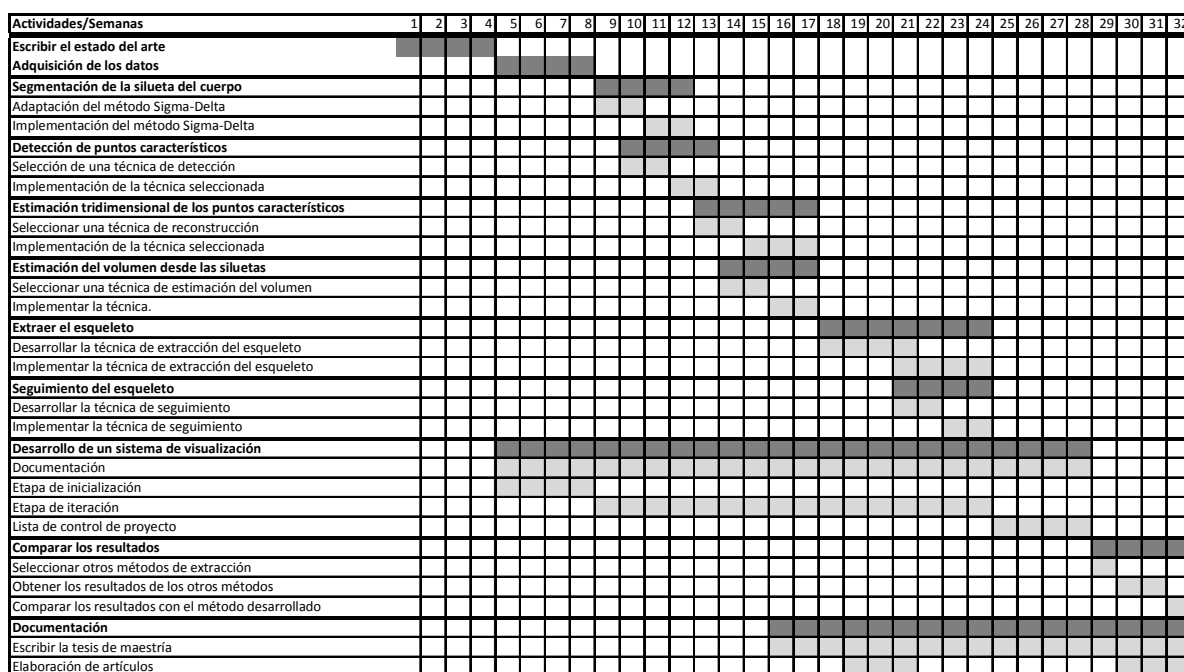 Actividades/Semanas 1 2 3 4 5 6 7 8 9 10 11 12 13 14 15 16 17 18 19 20 21 22 23 24 25 26 27 28 29 30 31 32
Escribir el estado del arte
Adquisición de los datos
Segmentación de la silueta del cuerpo
Adaptación del método Sigma-Delta
Implementación del método Sigma-Delta
Detección de puntos característicos
Selección de una técnica de detección
Implementación de la técnica seleccionada
Estimación tridimensional de los puntos característicos
Seleccionar una técnica de reconstrucción
Implementación de la técnica seleccionada
Estimación del volumen desde las siluetas
Seleccionar una técnica de estimación del volumen
Implementar la técnica.
Extraer el esqueleto
Desarrollar la técnica de extracción del esqueleto
Implementar la técnica de extracción del esqueleto
Seguimiento del esqueleto
Desarrollar la técnica de seguimiento
Implementar la técnica de seguimiento
Desarrollo de un sistema de visualización
Documentación
Etapa de inicialización
Etapa de iteración
Lista de control de proyecto
Comparar los resultados
Seleccionar otros métodos de extracción
Obtener los resultados de los otros métodos
Comparar los resultados con el método desarrollado
Documentación
Escribir la tesis de maestría
Elaboración de artículos